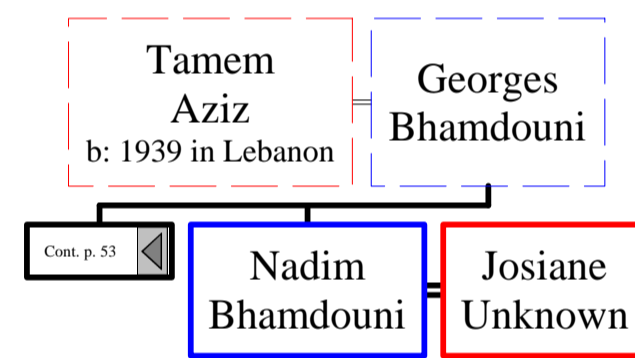 Tamem
Aziz
b: 1939 in Lebanon
Georges
Bhamdouni
Cont. p. 53
Nadim
Bhamdouni
Josiane
Unknown